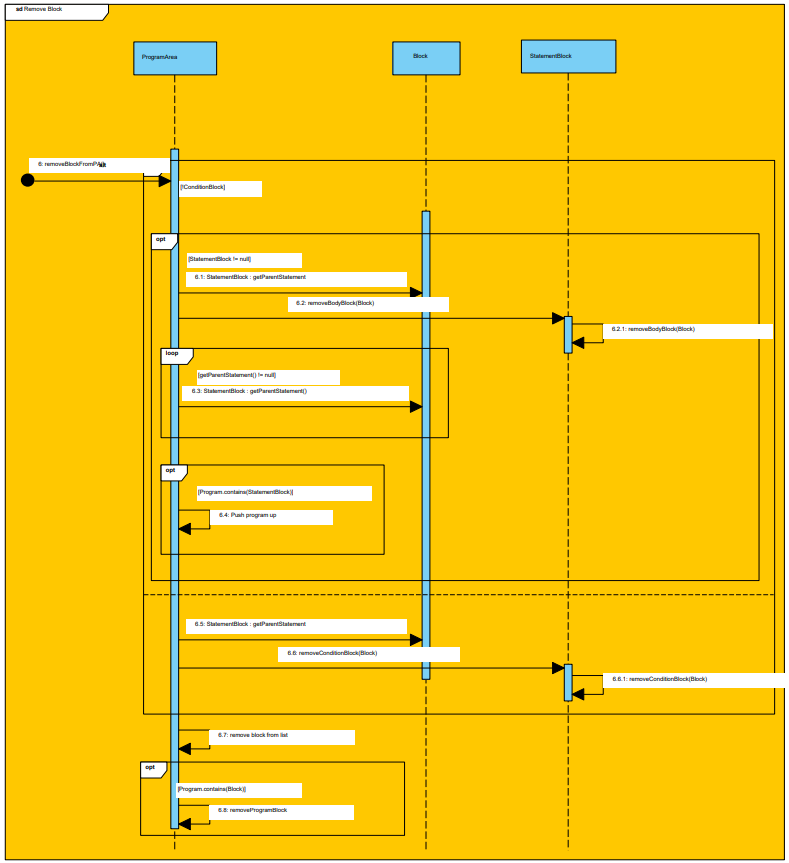 sd Remove Block
ProgramArea
Block
StatementBlock
6: removeBlockFromPA
alt
[!ConditionBlock]
opt
[StatementBlock != null]
6.1: StatementBlock : getParentStatement
6.2: removeBodyBlock(Block)
6.2.1: removeBodyBlock(Block)
loop
[getParentStatement() != null]
6.3: StatementBlock : getParentStatement()
opt
[Program.contains(StatementBlock)]
6.4: Push program up
6.5: StatementBlock : getParentStatement
6.6: removeConditionBlock(Block)
6.6.1: removeConditionBlock(Block)
6.7: remove block from list
opt
[Program.contains(Block)]
6.8: removeProgramBlock